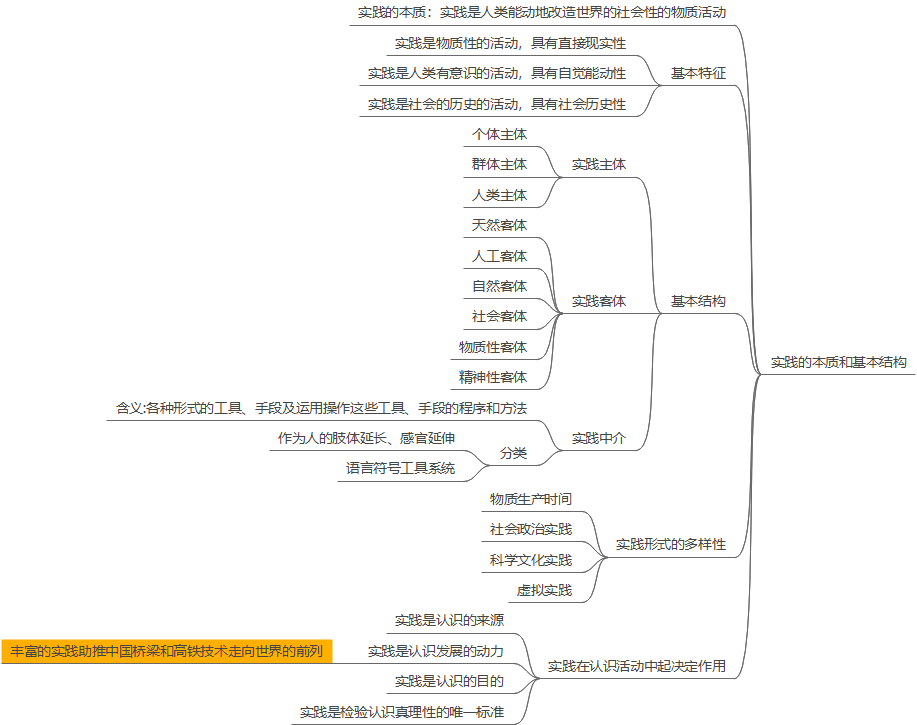 实践的本质：实践是人类能动地改造世界的社会性的物质活动
实践是物质性的活动，具有直接现实性
实践是人类有意识的活动，具有自觉能动性
基本特征
实践是社会的历史的活动，具有社会历史性
个体主体
群体主体
实践主体
人类主体
天然客体
人工客体
自然客体
实践客体
基本结构
社会客体
物质性客体
实践的本质和基本结构
精神性客体
含义:各种形式的工具、手段及运用操作这些工具、手段的程序和方法
实践中介
作为人的肢体延长、感官延伸
分类
语言符号工具系统
物质生产时间
社会政治实践
实践形式的多样性
科学文化实践
虚拟实践
实践是认识的来源
丰富的实践助推中国桥梁和高铁技术走向世界的前列
实践是认识发展的动力
实践在认识活动中起决定作用
实践是认识的目的
实践是检验认识真理性的唯一标准